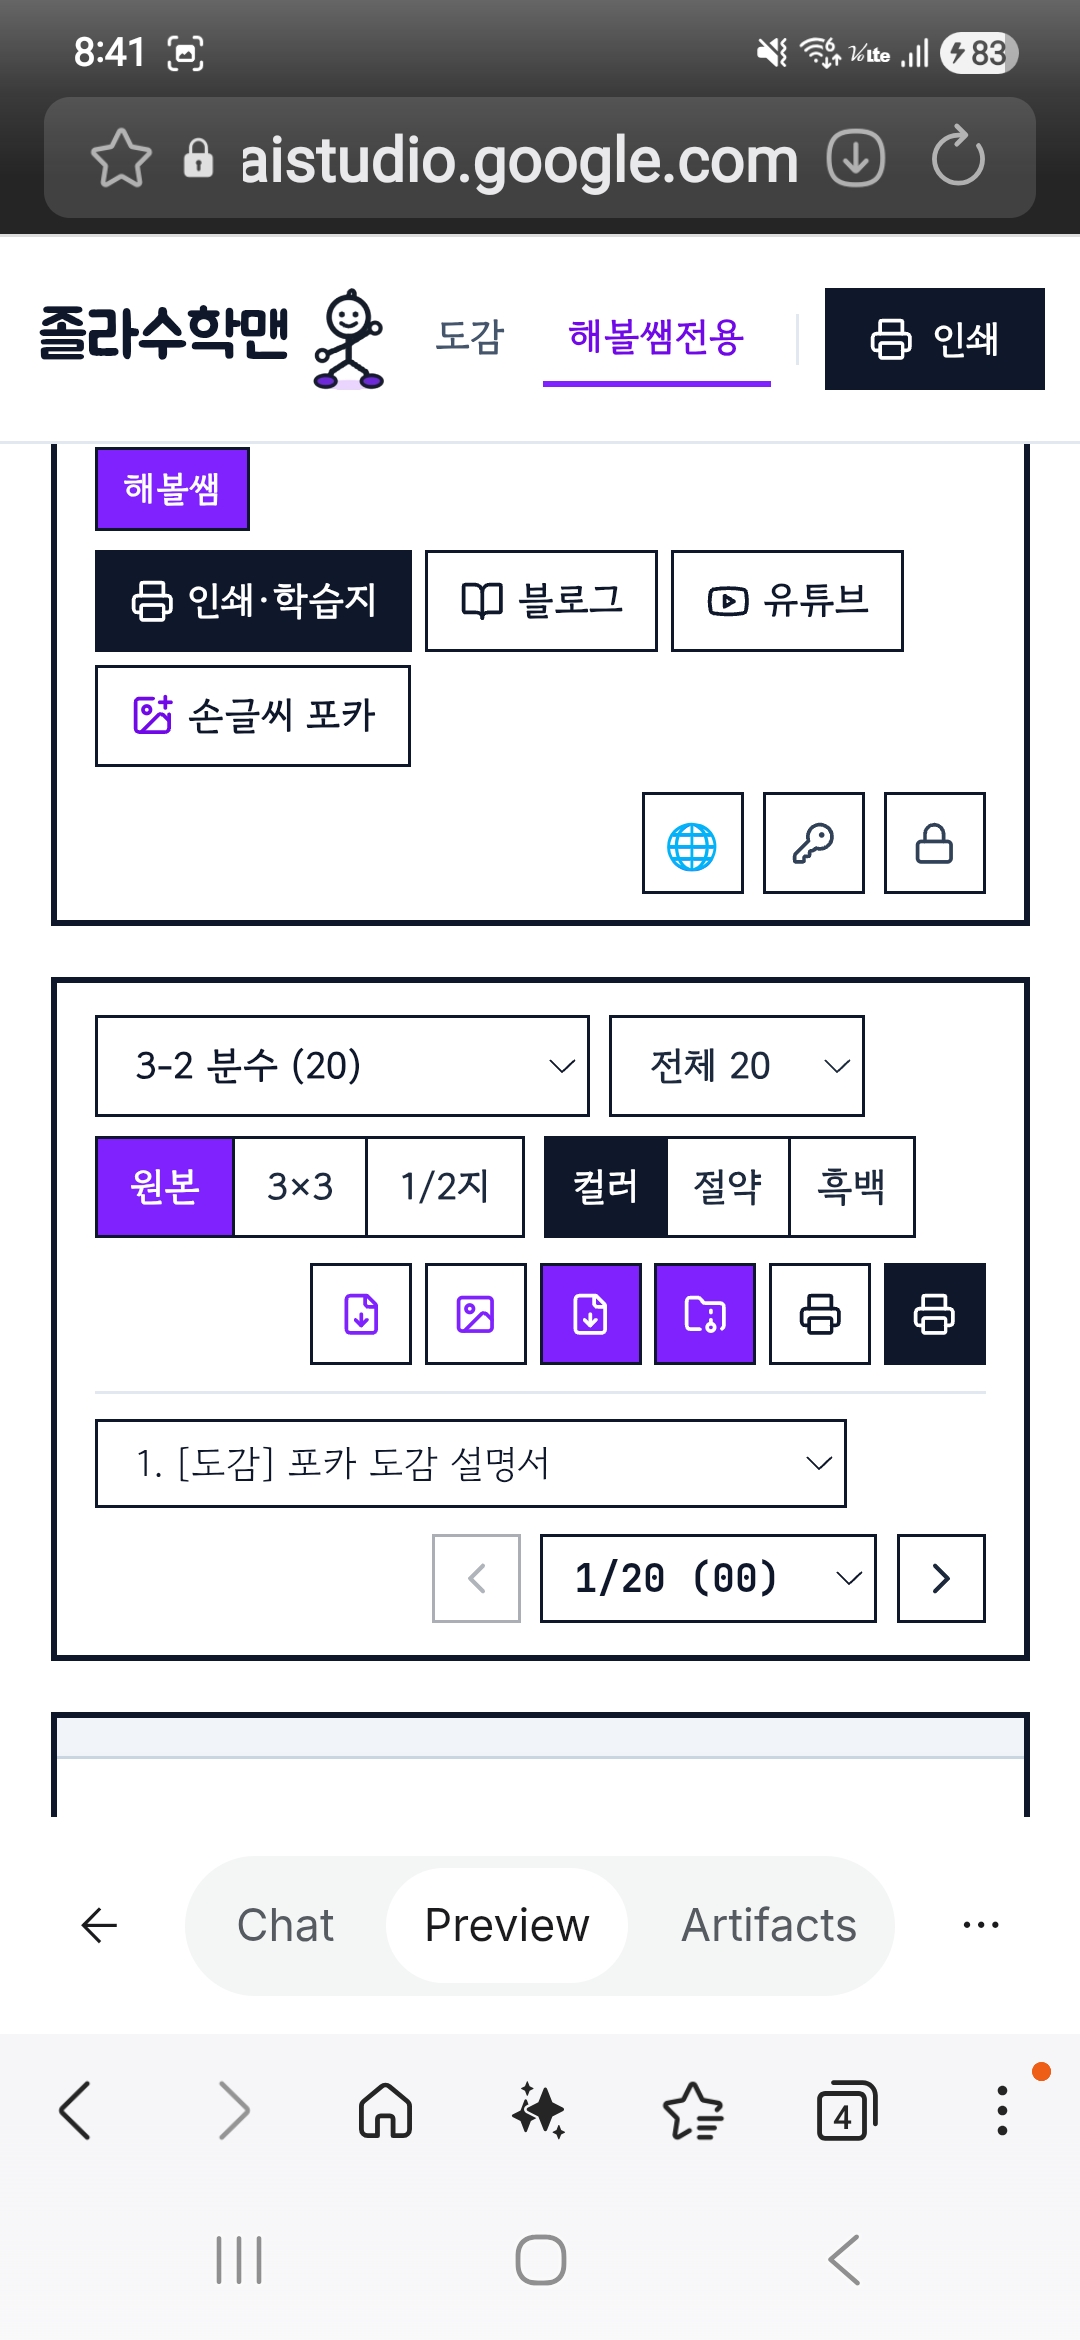 8:41
VoLte
83
aistudio.google.com
졸라수학맨
도감
해볼쌤전용
인쇄
해볼쌤
인쇄·학습지
블로그
유튜브
손글씨 포카
3-2 분수 (20)
전체 20
원본
3×3
1/2지
컬러
절약
흑백
1. [도감] 포카 도감 설명서
1/20 (00)
Chat
Preview
Artifacts
4